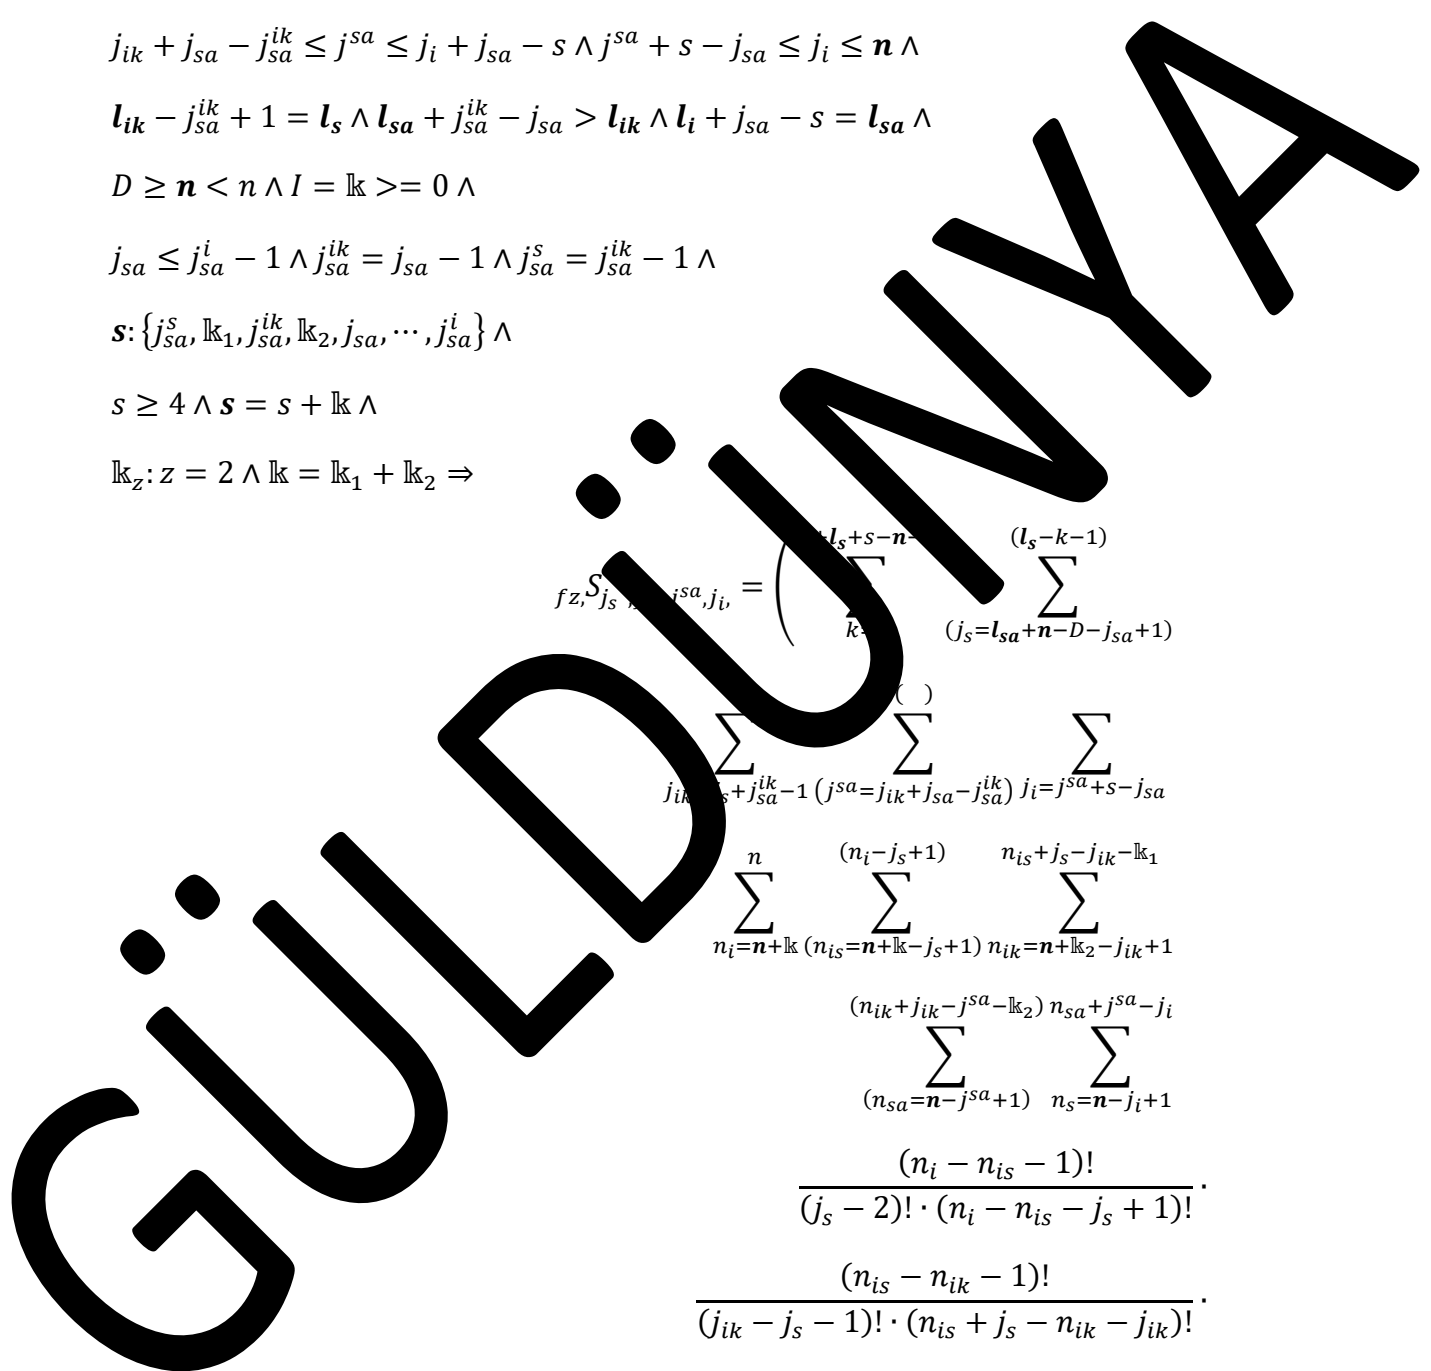 j_{ik} + j_{sa} − j_{sa}^{ik} ≤ j^{sa} ≤ j_i + j_{sa} − s ∧ j^{sa} + s − j_{sa} ≤ j_i ≤ n ∧
l_{ik} − j_{sa}^{ik} + 1 = l_s ∧ l_{sa} + j_{sa}^{ik} − j_{sa} > l_{ik} ∧ l_i + j_{sa} − s = l_{sa} ∧
D ≥ n < n ∧ I = 𝕜 >= 0 ∧
j_{sa} ≤ j_{sa}^{i} − 1 ∧ j_{sa}^{ik} = j_{sa} − 1 ∧ j_{sa}^{s} = j_{sa}^{ik} − 1 ∧
s: {j_{sa}^{s}, 𝕜_1, j_{sa}^{ik}, 𝕜_2, j_{sa}, ⋯, j_{sa}^{i}} ∧
s ≥ 4 ∧ s = s + 𝕜 ∧
𝕜_z: z = 2 ∧ 𝕜 = 𝕜_1 + 𝕜_2 ⇒
+l_s+s−n− (l_s−k−1)
_{fz,}S_{j_s j^{sa},j_i,} = ( ∑ ∑
k (j_s=l_{sa}+n−D−j_{sa}+1)
( )
∑ ∑ ∑
j_{ik} s+j_{sa}^{ik}−1 (j^{sa}=j_{ik}+j_{sa}−j_{sa}^{ik}) j_i=j^{sa}+s−j_{sa}
n (n_i−j_s+1) n_{is}+j_s−j_{ik}−𝕜_1
∑ ∑ ∑
n_i=n+𝕜 (n_{is}=n+𝕜−j_s+1) n_{ik}=n+𝕜_2−j_{ik}+1
(n_{ik}+j_{ik}−j^{sa}−𝕜_2) n_{sa}+j^{sa}−j_i
∑ ∑
(n_{sa}=n−j^{sa}+1) n_s=n−j_i+1
(n_i − n_{is} − 1)!
(j_s − 2)! · (n_i − n_{is} − j_s + 1)! ·
(n_{is} − n_{ik} − 1)!
(j_{ik} − j_s − 1)! · (n_{is} + j_s − n_{ik} − j_{ik})! ·
GÜLDÜNYA